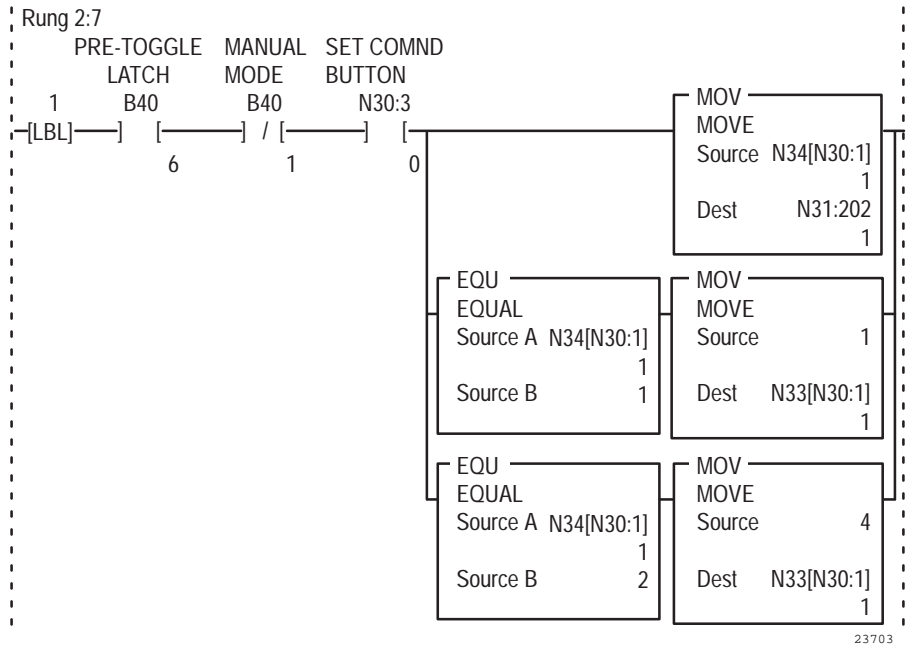 Rung 2:7
PRE-TOGGLE MANUAL SET COMND
LATCH MODE BUTTON
1 B40 B40 N30:3
[LBL] ] [ ] / [ ] [
6 1 0
MOV
MOVE
Source N34[N30:1]
1
Dest N31:202
1
EQU
EQUAL
Source A N34[N30:1]
1
Source B 1
MOV
MOVE
Source 1
Dest N33[N30:1]
1
EQU
EQUAL
Source A N34[N30:1]
1
Source B 2
MOV
MOVE
Source 4
Dest N33[N30:1]
1
23703